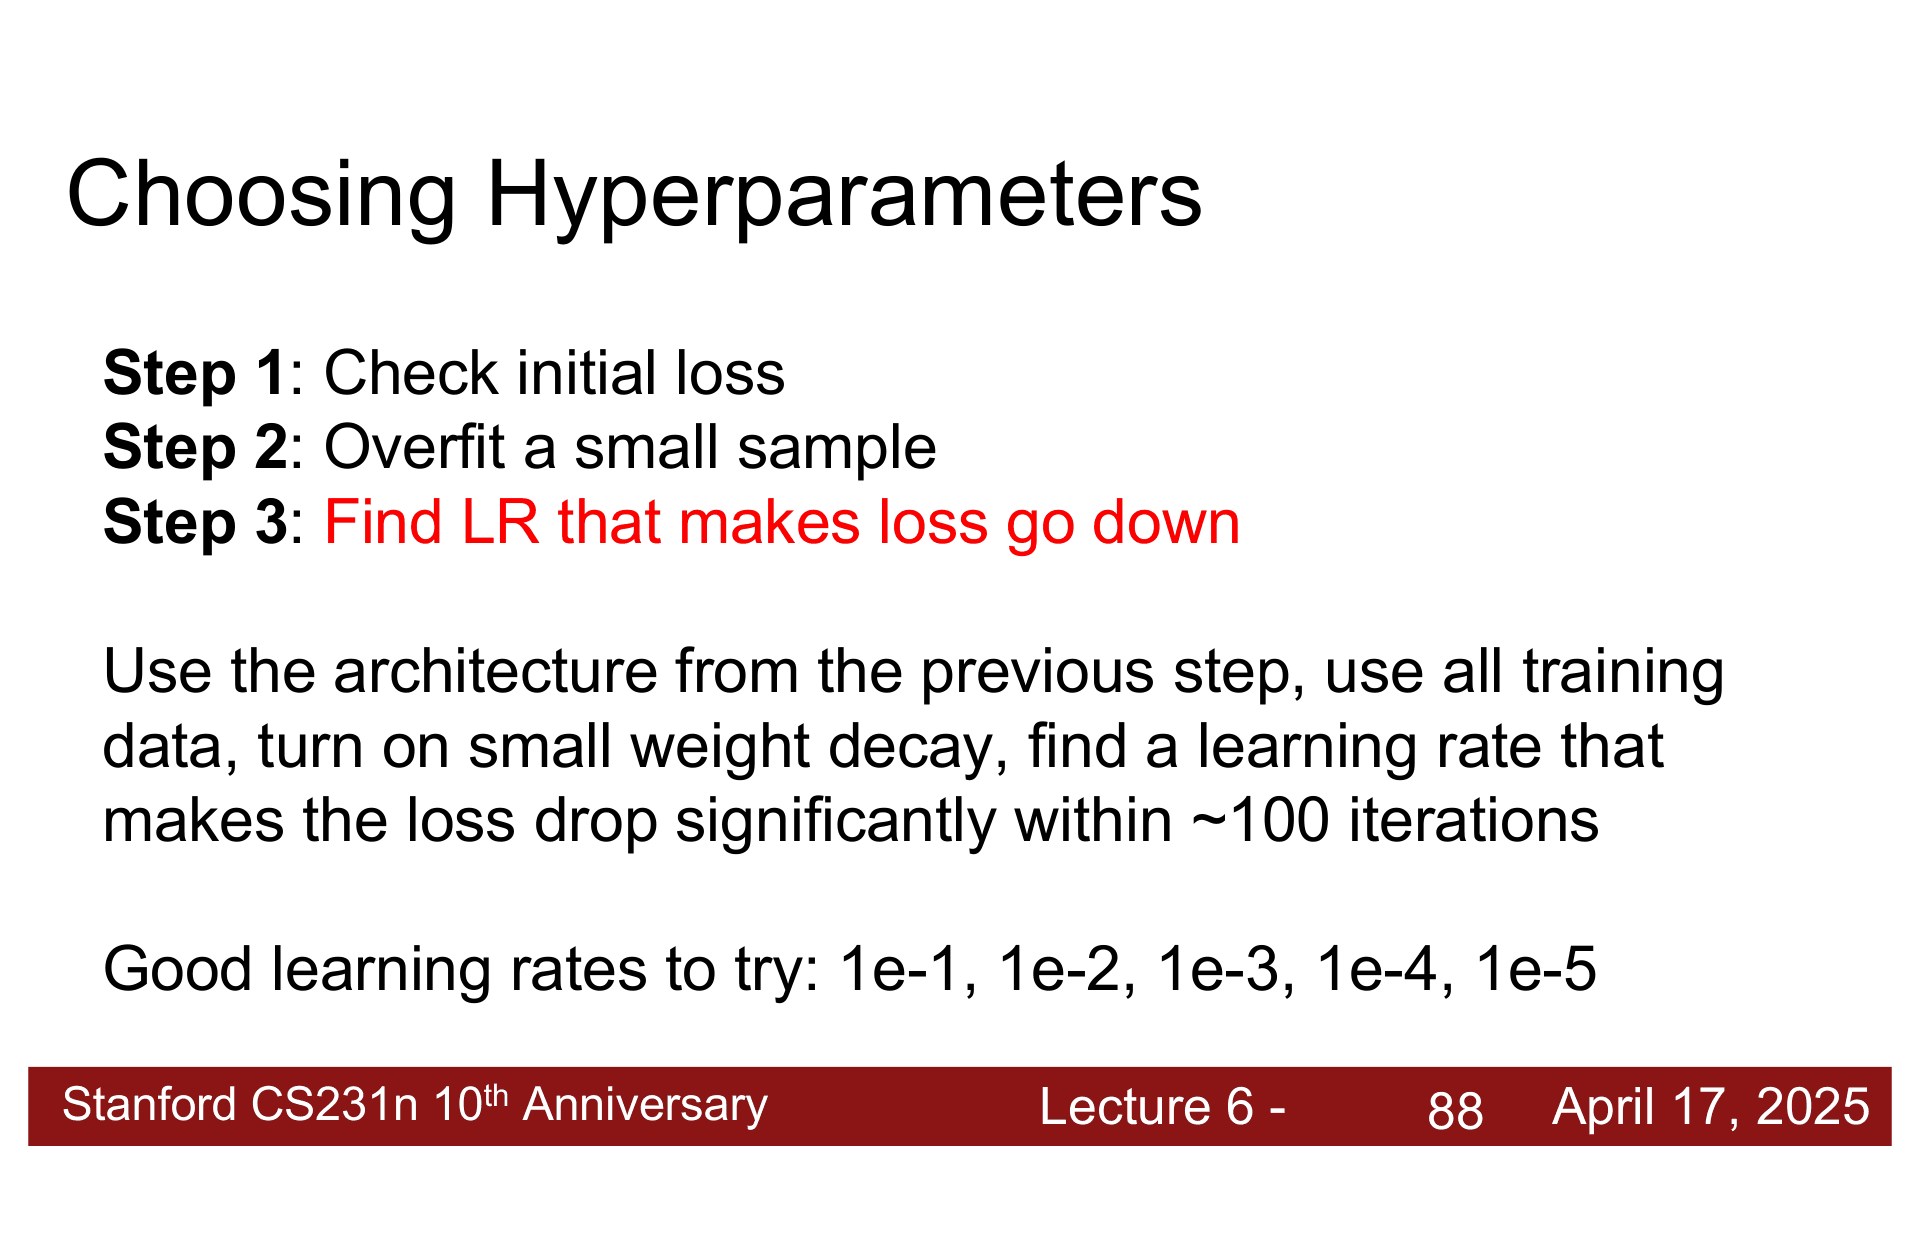 Choosing Hyperparameters
Step 1: Check initial loss
Step 2: Overfit a small sample
Step 3: Find LR that makes loss go down
Use the architecture from the previous step, use all training
data, turn on small weight decay, find a learning rate that
makes the loss drop significantly within ~100 iterations
Good learning rates to try: 1e-1, 1e-2, 1e-3, 1e-4, 1e-5
Stanford CS231n 10th Anniversary Lecture 6 - 88 April 17, 2025